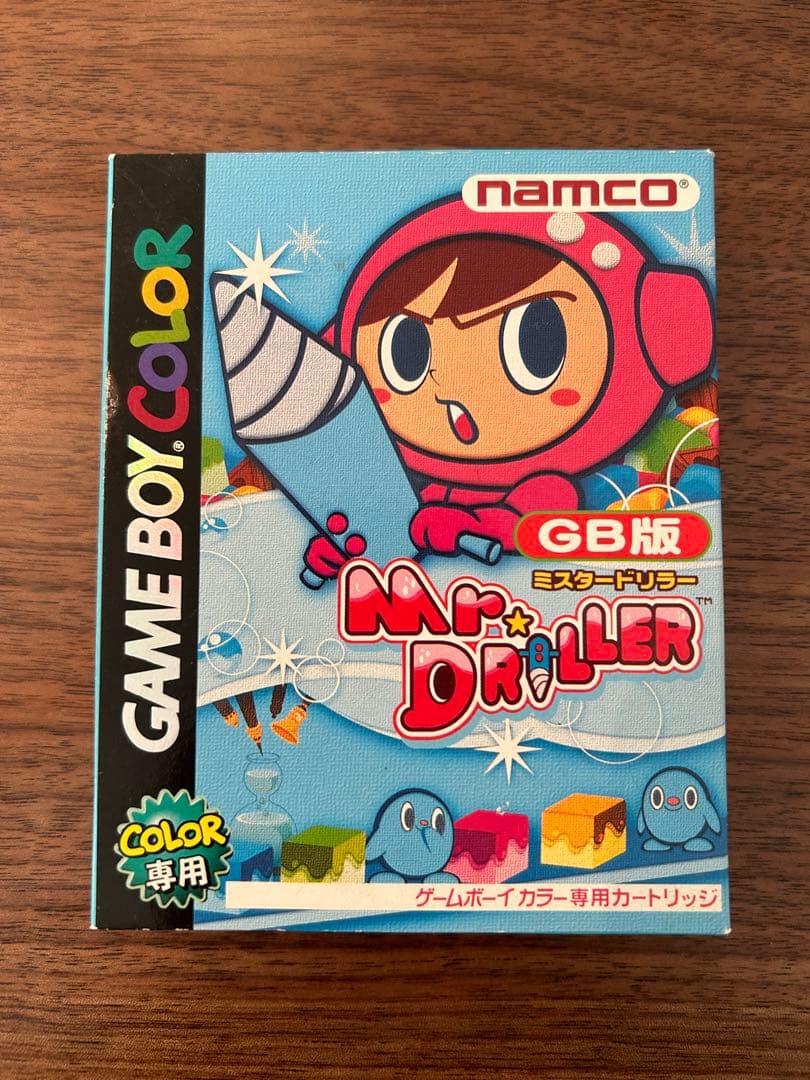 namco®
GAME BOY® COLOR
GB版
ミスタードリラー
Mr. DRILLER™
COLOR
専用
ゲームボーイ カラー専用カートリッジ